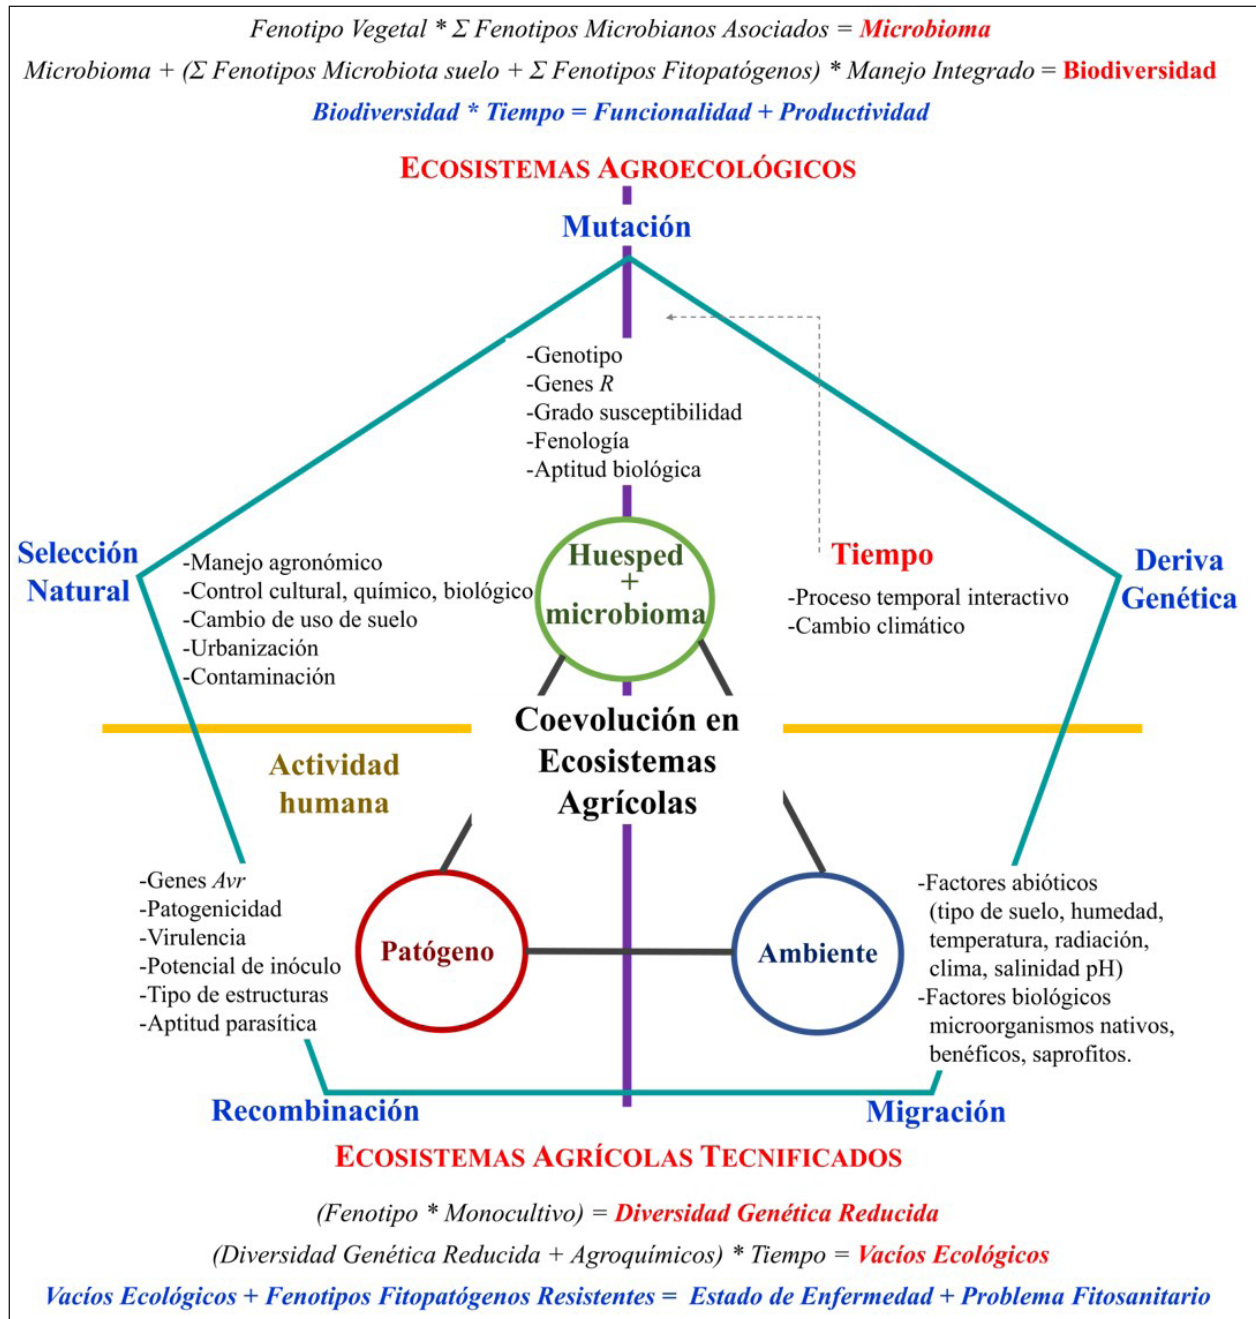 Fenotipo Vegetal * Σ Fenotipos Microbianos Asociados = Microbioma
Microbioma + (Σ Fenotipos Microbiota suelo + Σ Fenotipos Fitopatógenos) * Manejo Integrado = Biodiversidad
Biodiversidad * Tiempo = Funcionalidad + Productividad
ECOSISTEMAS AGROECOLÓGICOS
Mutación
-Genotipo
-Genes R
-Grado susceptibilidad
-Fenología
-Aptitud biológica
Selección
Natural
-Manejo agronómico
-Control cultural, químico, biológico
-Cambio de uso de suelo
-Urbanización
-Contaminación
Huesped
+
microbioma
Tiempo
-Proceso temporal interactivo
-Cambio climático
Deriva
Genética
Coevolución en
Ecosistemas
Agrícolas
Actividad
humana
-Genes Avr
-Patogenicidad
-Virulencia
-Potencial de inóculo
-Tipo de estructuras
-Aptitud parasítica
Patógeno
Ambiente
-Factores abióticos
(tipo de suelo, humedad,
temperatura, radiación,
clima, salinidad pH)
-Factores biológicos
microorganismos nativos,
benéficos, saprofitos.
Recombinación
Migración
ECOSISTEMAS AGRÍCOLAS TECNIFICADOS
(Fenotipo * Monocultivo) = Diversidad Genética Reducida
(Diversidad Genética Reducida + Agroquímicos) * Tiempo = Vacíos Ecológicos
Vacíos Ecológicos + Fenotipos Fitopatógenos Resistentes = Estado de Enfermedad + Problema Fitosanitario